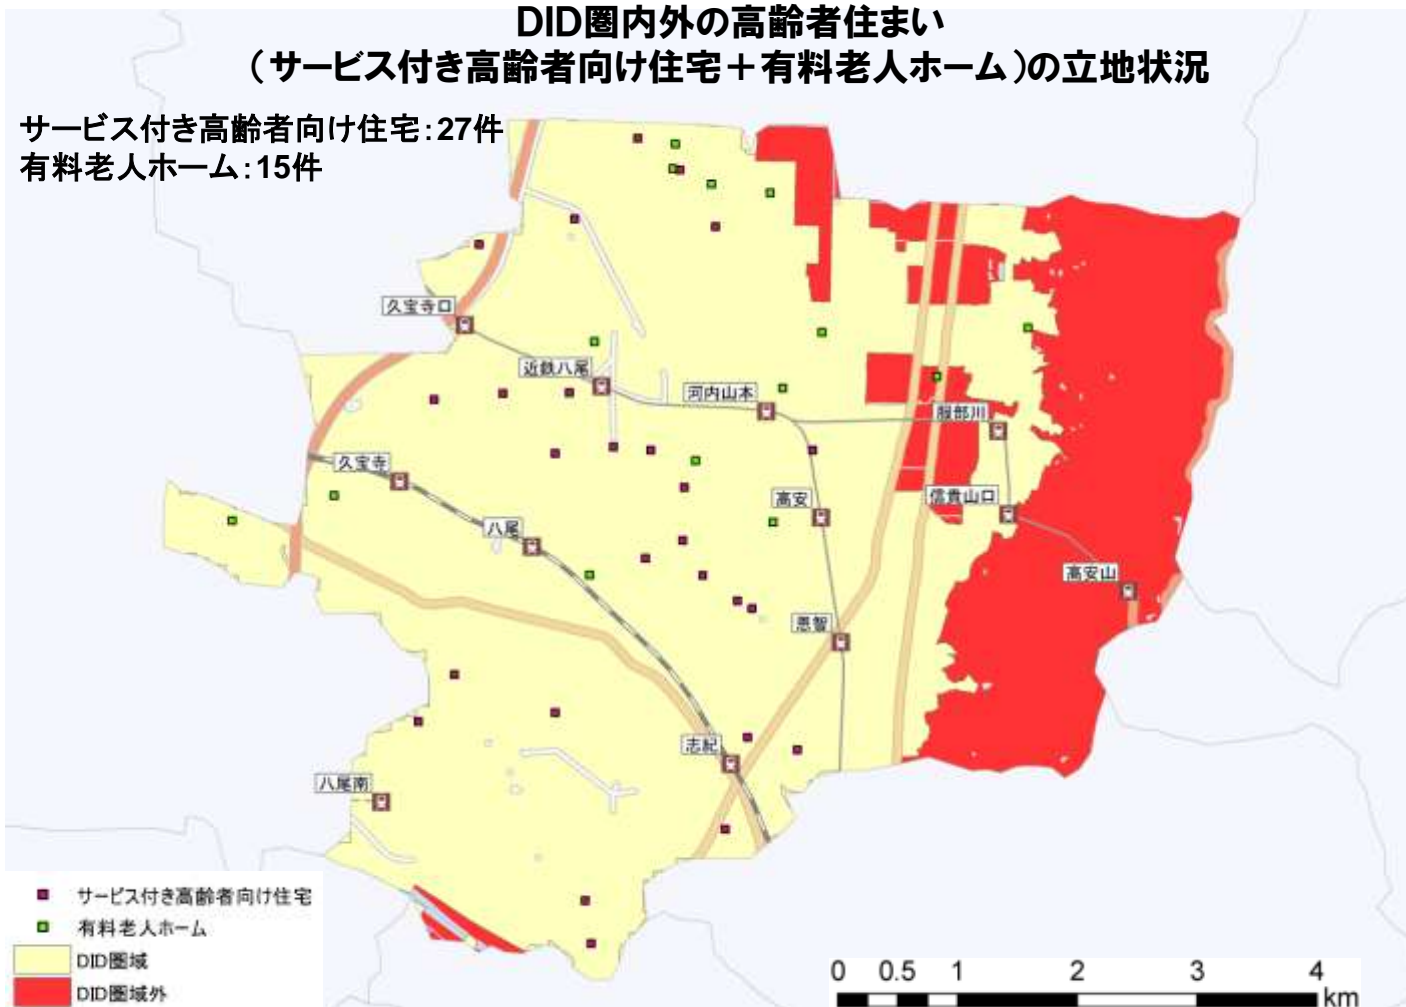 DID圏内外の高齢者住まい
（サービス付き高齢者向け住宅＋有料老人ホーム）の立地状況
サービス付き高齢者向け住宅：27件
有料老人ホーム：15件
久宝寺口
近鉄八尾
河内山本
服部川
久宝寺
高安
信貴山口
八尾
高安山
恩智
志紀
八尾南
サービス付き高齢者向け住宅
有料老人ホーム
DID圏域
DID圏域外
0 0.5 1 2 3 4
km